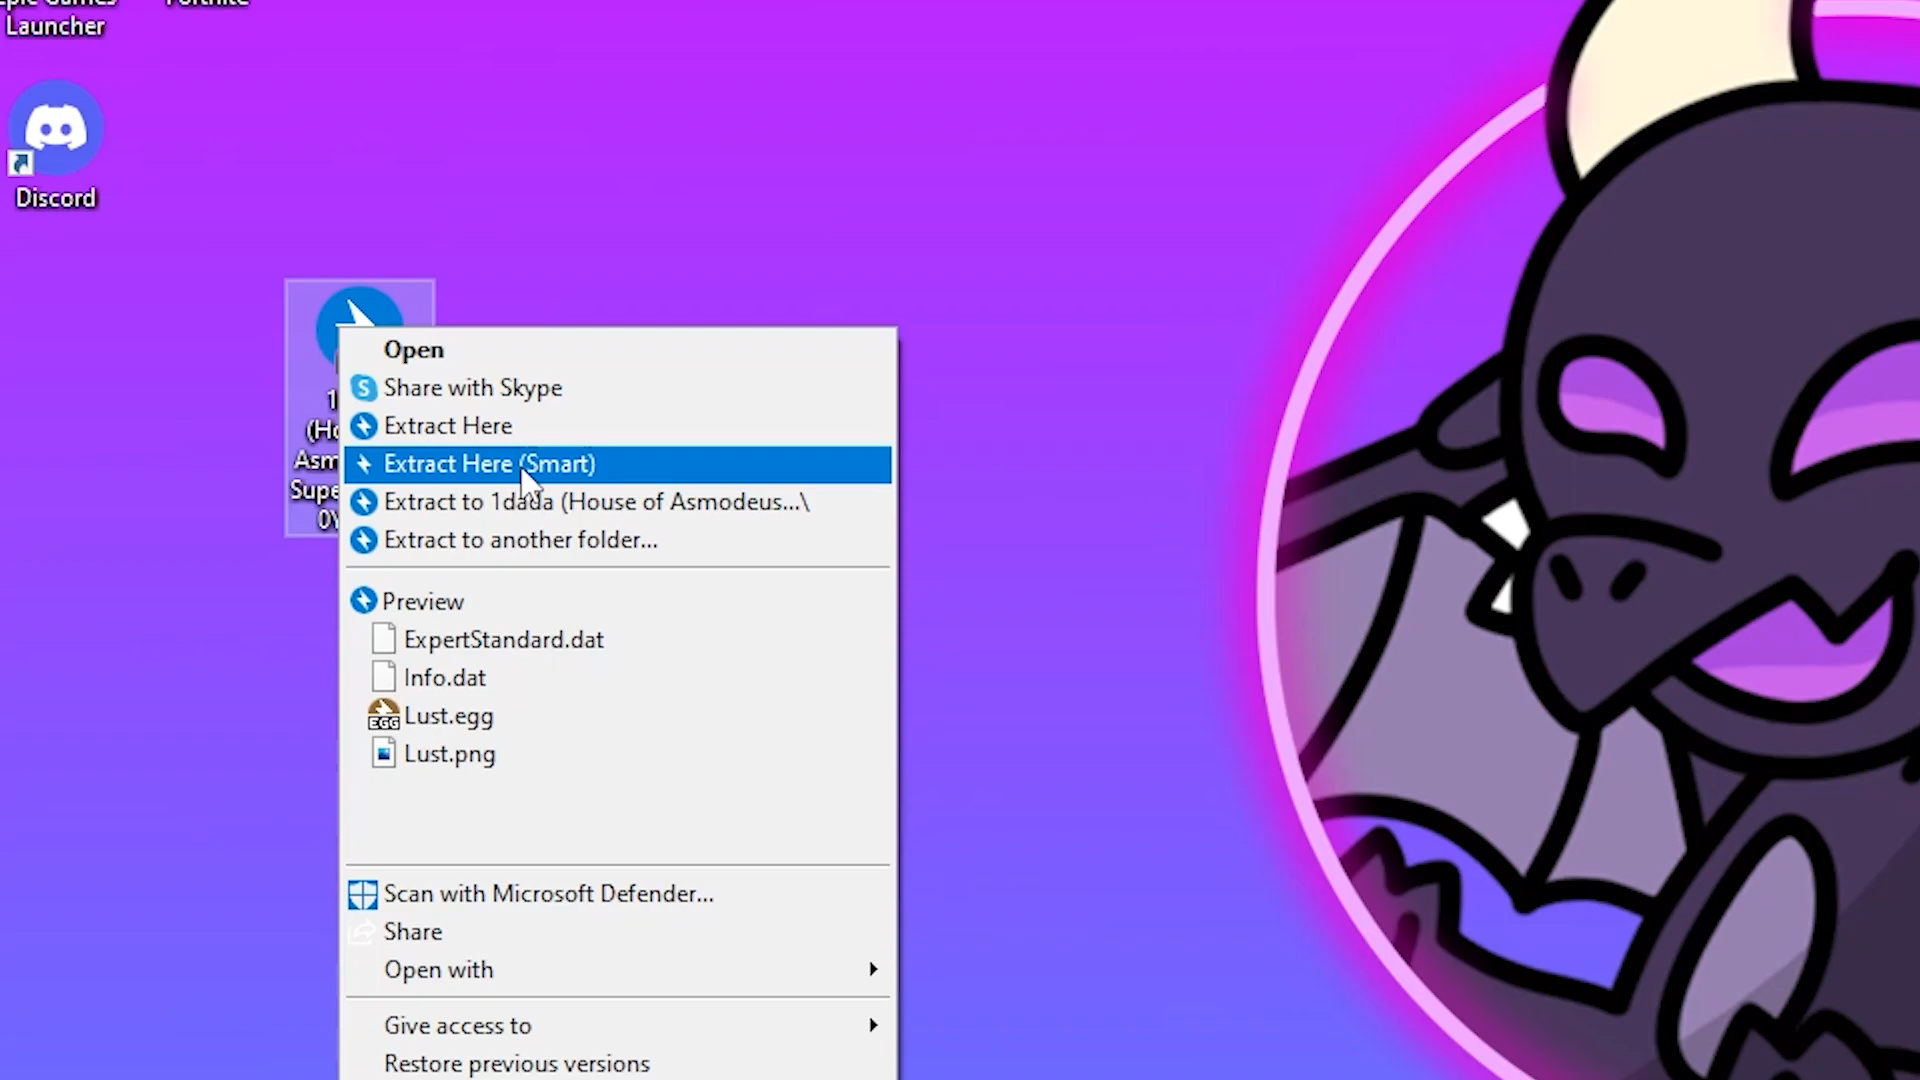 Launcher
Discord
Open
Share with Skype
Extract Here
Extract Here (Smart)
Extract to 1dada (House of Asmodeus...\
Extract to another folder...
Preview
ExpertStandard.dat
Info.dat
EGG Lust.egg
Lust.png
Scan with Microsoft Defender...
Share
Open with
Give access to
Restore previous versions